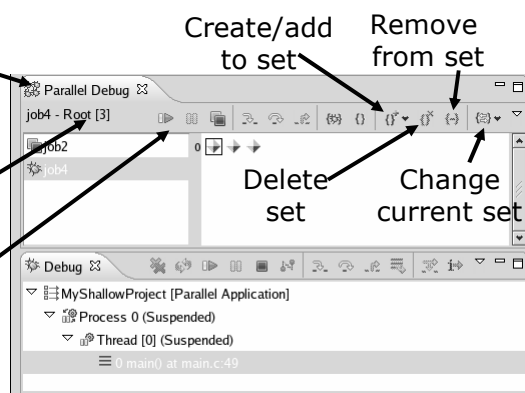 Create/add
to set
Remove
from set
Parallel Debug
job4 - Root [3]
job2
0
job4
Delete
set
Change
current set
Debug
MyShallowProject [Parallel Application]
Process 0 (Suspended)
Thread [0] (Suspended)
0 main() at main.c:49